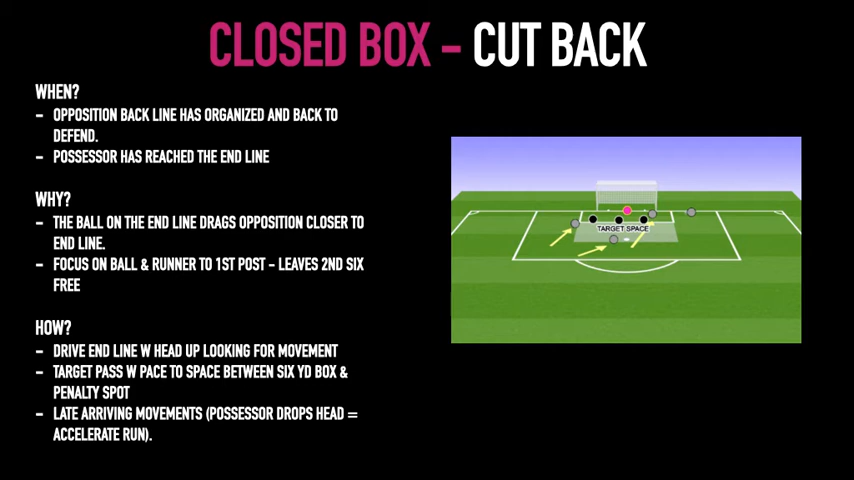 CLOSED BOX - CUT BACK
WHEN?
- OPPOSITION BACK LINE HAS ORGANIZED AND BACK TO
DEFEND.
- POSSESSOR HAS REACHED THE END LINE
WHY?
- THE BALL ON THE END LINE DRAGS OPPOSITION CLOSER TO
END LINE.
- FOCUS ON BALL & RUNNER TO 1ST POST - LEAVES 2ND SIX
FREE
HOW?
- DRIVE END LINE W HEAD UP LOOKING FOR MOVEMENT
- TARGET PASS W PACE TO SPACE BETWEEN SIX YD BOX &
PENALTY SPOT
- LATE ARRIVING MOVEMENTS (POSSESSOR DROPS HEAD =
ACCELERATE RUN).
TARGET SPACE